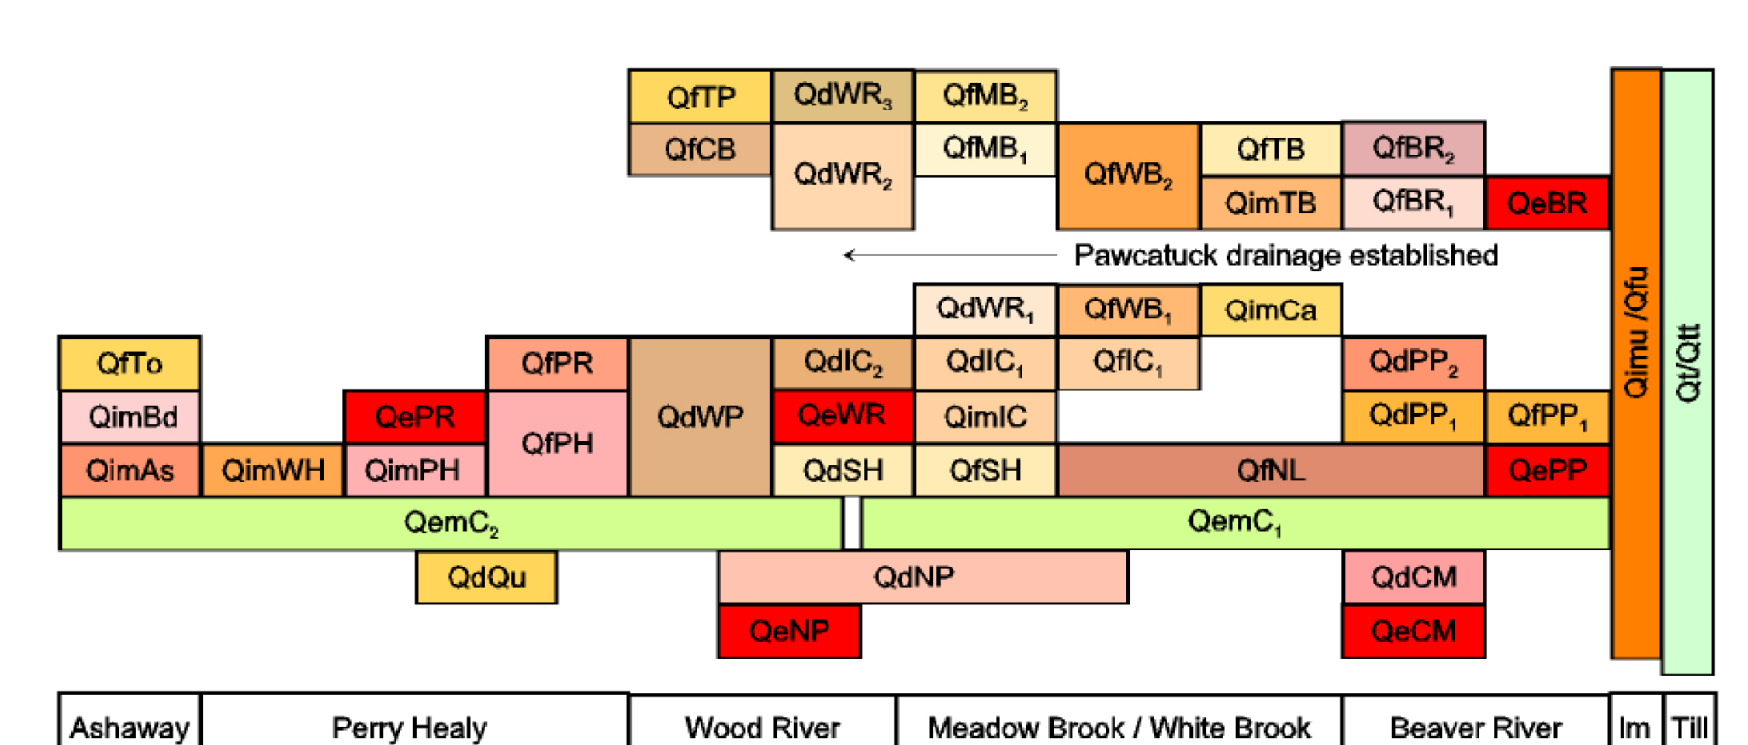 QfTP QdWR₃ QfMB₂
QfCB QdWR₂ QfMB₁ QfWB₂ QfTB QfBR₂
QimTB QfBR₁ QeBR
Pawcatuck drainage established
QdWR₁ QfWB₁ QimCa
QfTo QfPR QdWP QdIC₂ QdIC₁ QfIC₁ QdPP₂
QimBd QePR QfPH QeWR QimIC QdPP₁ QfPP₁
QimAs QimWH QimPH QdSH QfSH QfNL QePP
QemC₂ QemC₁
QdQu QdNP QdCM
QeNP QeCM
Qimu /Qfu
Qt/Qtt
Ashaway Perry Healy Wood River Meadow Brook / White Brook Beaver River Im Till